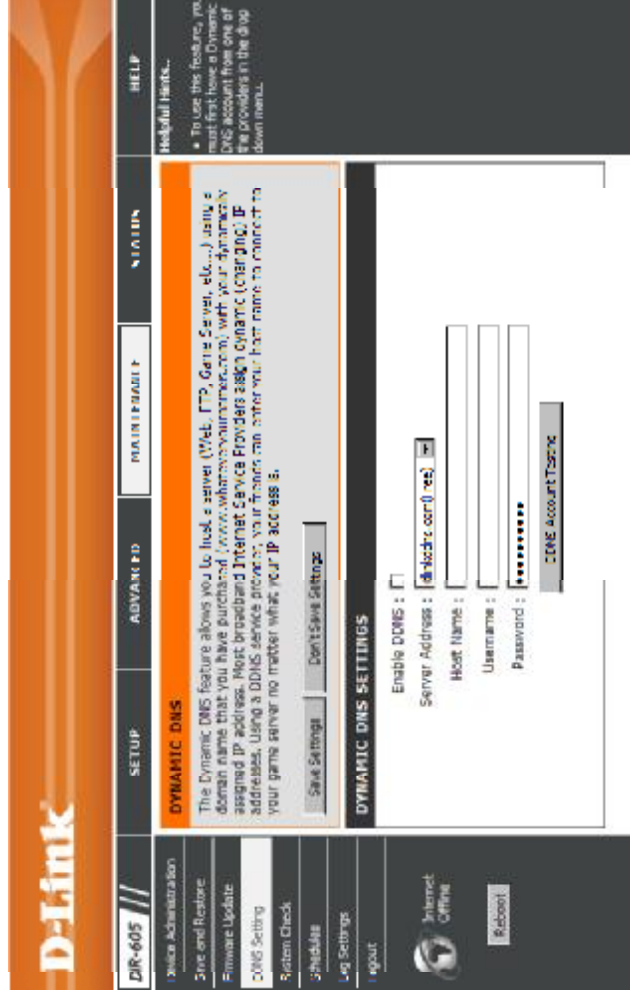 D-Link
DIR-605
SETUP
ADVANCED
MAINTENANCE
STATUS
HELP
Device Administration
Save and Restore
Firmware Update
DDNS Setting
System Check
Schedules
Log Settings
Logout
Internet
Offline
Reboot
DYNAMIC DNS
The Dynamic DNS feature allows you to host a server (Web, FTP, Game Server, etc...) using a
domain name that you have purchased (www.whateveryournameis.com) with your dynamically
assigned IP address. Most broadband Internet Service Providers assign dynamic (changing) IP
addresses. Using a DDNS service provider, your friends can enter your host name to connect to
your game server no matter what your IP address is.
Save Settings
Don't Save Settings
DYNAMIC DNS SETTINGS
Enable DDNS :
Server Address : dlinkddns.com(Free)
Host Name :
Username :
Password : ••••••••••
DDNS Account Testing
Helpful Hints..
• To use this feature, you
must first have a Dynamic
DNS account from one of
the providers in the drop
down menu.